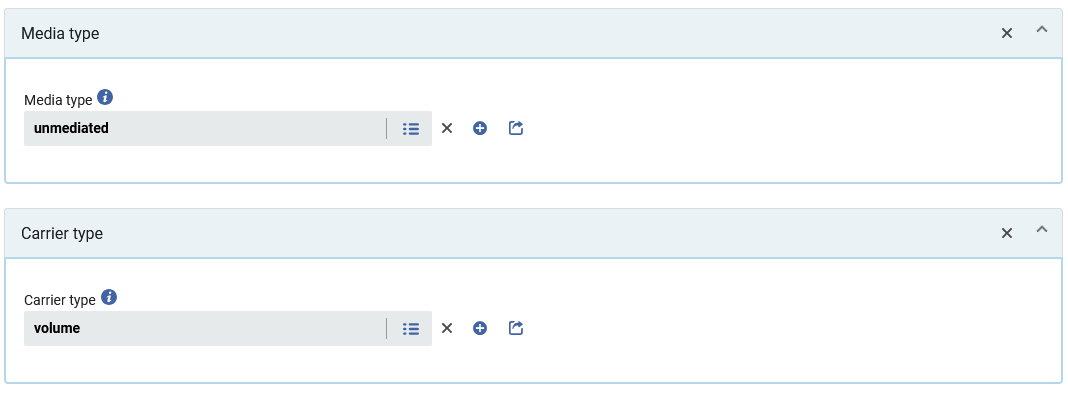 Media type
Media type
unmediated
Carrier type
Carrier type
volume